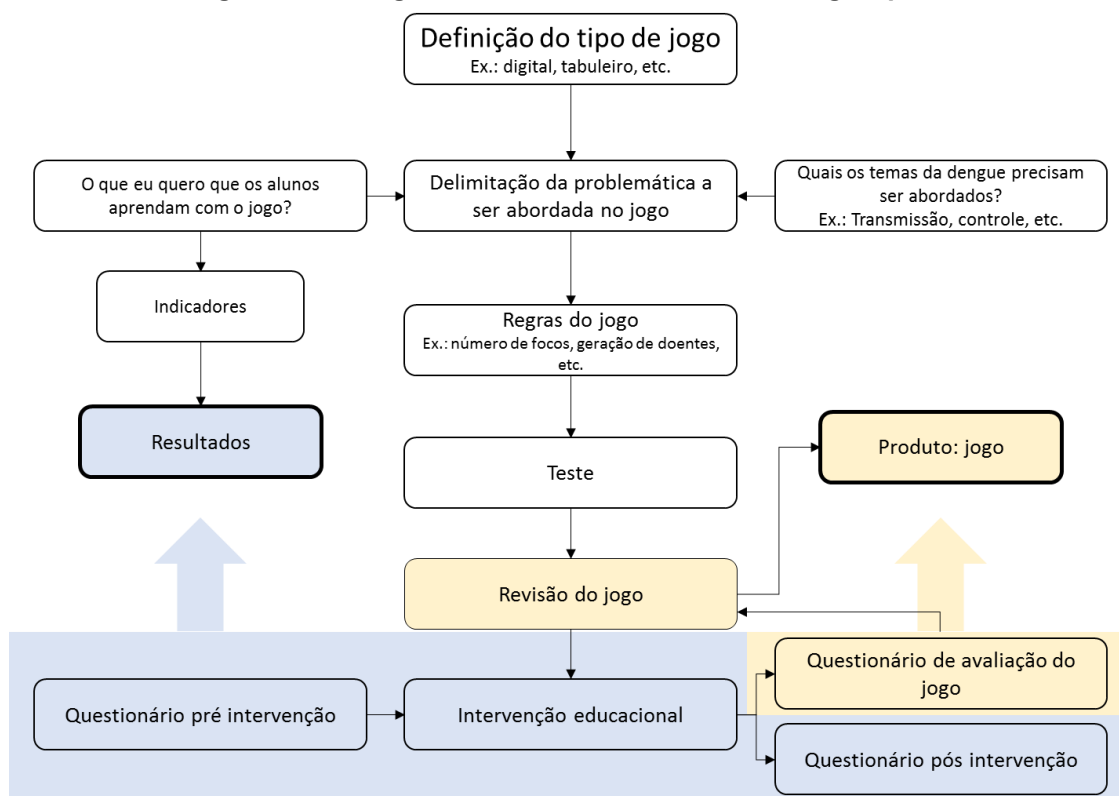 Definição do tipo de jogo
Ex.: digital, tabuleiro, etc.
O que eu quero que os alunos
aprendam com o jogo?
Delimitação da problemática a
ser abordada no jogo
Quais os temas da dengue precisam
ser abordados?
Ex.: Transmissão, controle, etc.
Indicadores
Regras do jogo
Ex.: número de focos, geração de doentes,
etc.
Resultados
Teste
Produto: jogo
Revisão do jogo
Questionário pré intervenção
Intervenção educacional
Questionário de avaliação do
jogo
Questionário pós intervenção